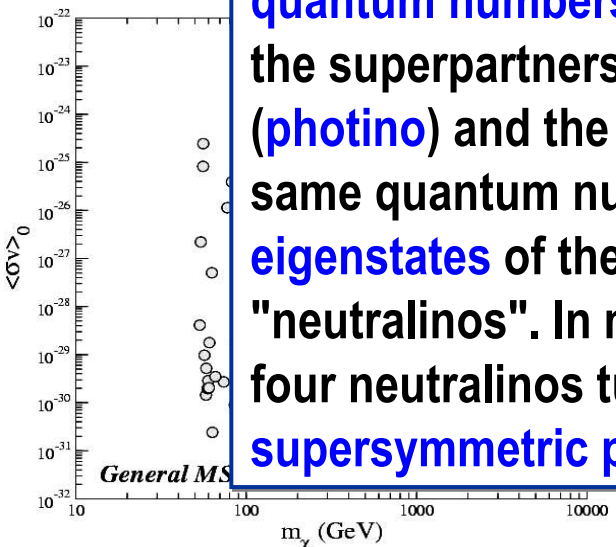 quantum numbers
the superpartners
(photino) and the
same quantum nu
eigenstates of the
"neutralinos". In
four neutralinos
supersymmetric
10⁻²²
10⁻²³
10⁻²⁴
10⁻²⁵
10⁻²⁶
10⁻²⁷
10⁻²⁸
10⁻²⁹
10⁻³⁰
10⁻³¹
10⁻³²
<σv>₀
General MS
10 100 1000 10000
mχ (GeV)